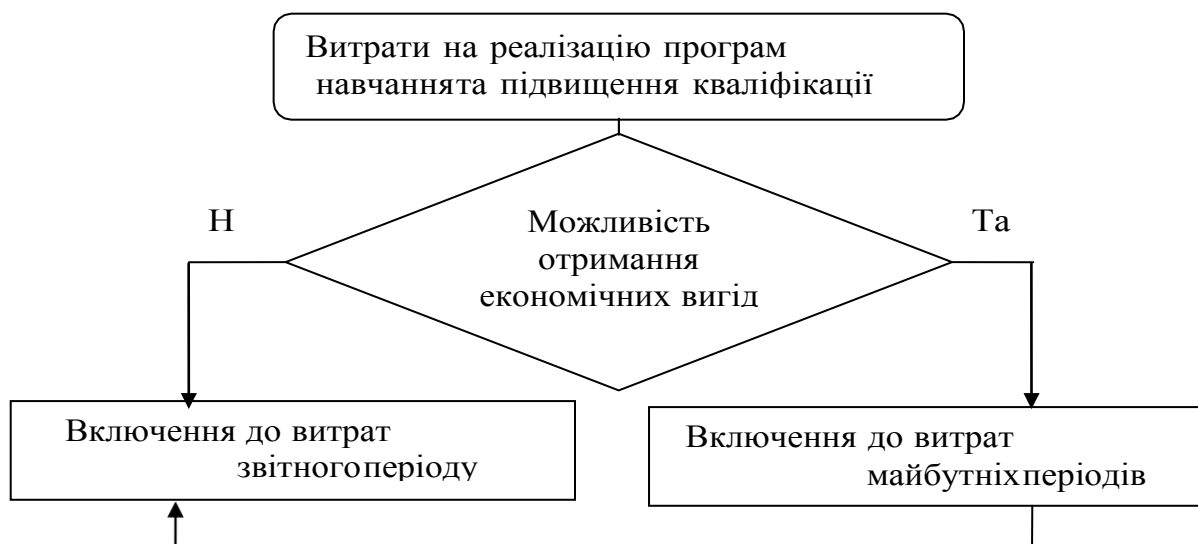 Витрати на реалізацію програм
навчаннята підвищення кваліфікації
Н
Та
Можливість
отримання
економічних вигід
Включення до витрат
звітногоперіоду
Включення до витрат
майбутніхперіодів